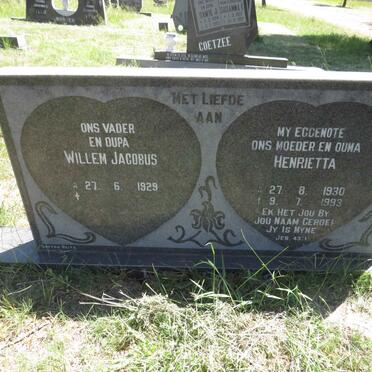 COETZEE
MET LIEFDE
AAN
ONS VADER
EN OUPA
WILLEM JACOBUS
27. 6. 1929
MY EGGENOTE
ONS MOEDER EN OUMA
HENRIETTA
27. 8. 1930
9. 7. 1993
EK HET JOU BY
JOU NAAM GEROEP
JY IS MYNE
JES. 43:1